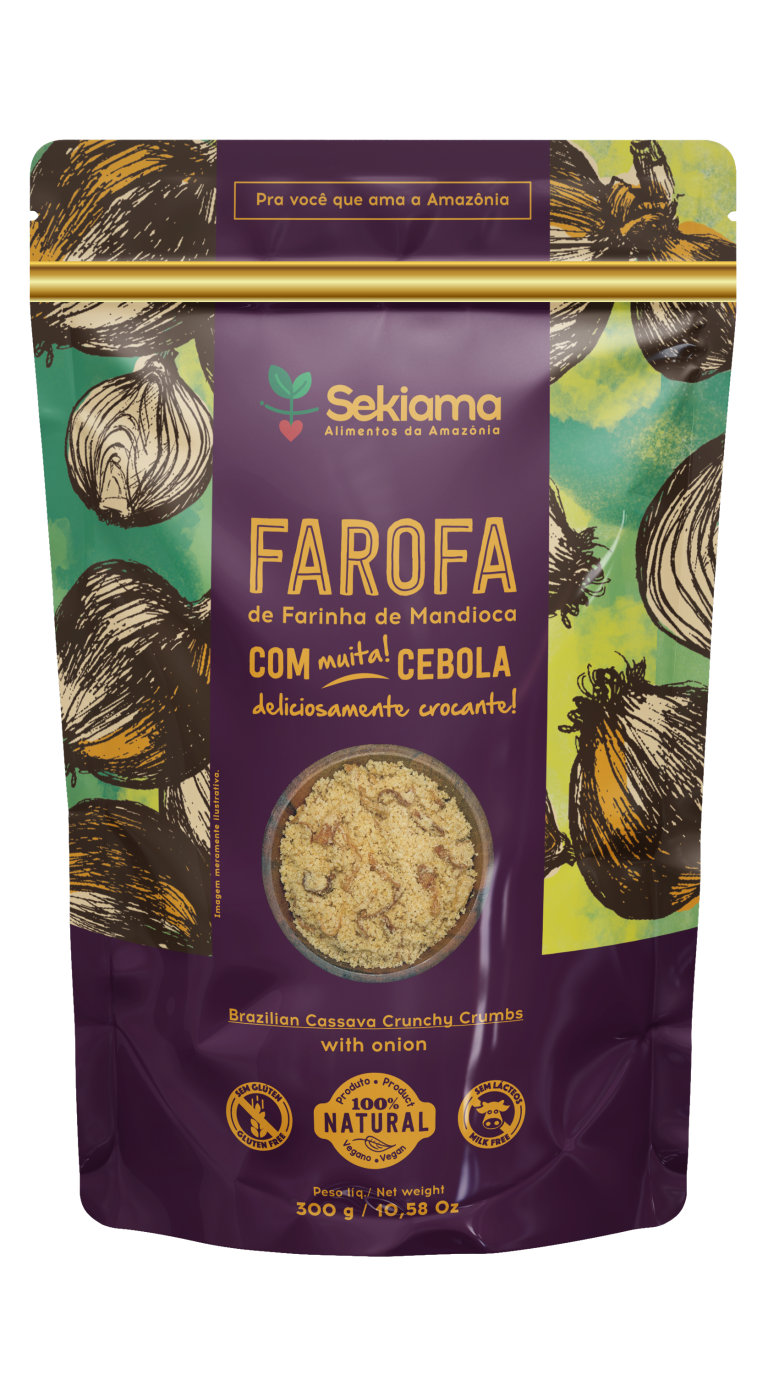 Pra você que ama a Amazônia
Sekiama
Alimentos da Amazônia
FAROFA
de Farinha de Mandioca
COM muita! CEBOLA
deliciosamente crocante!
Imagem meramente ilustrativa.
Brazilian Cassava Crunchy Crumbs
with onion
SEM GLÚTEN
GLUTEN FREE
Produto • Product
100%
NATURAL
Vegano • Vegan
SEM LÁCTEOS
MILK FREE
Peso líq./ Net weight
300 g / 10,58 Oz